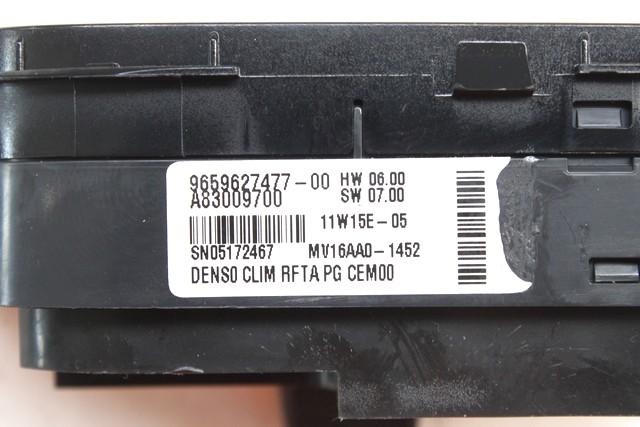 9659627477-00 HW 06.00
A83009700 SW 07.00
11W15E-05
SN05172467 MV16AA0-1452
DENSO CLIM RFTA PG CEM00